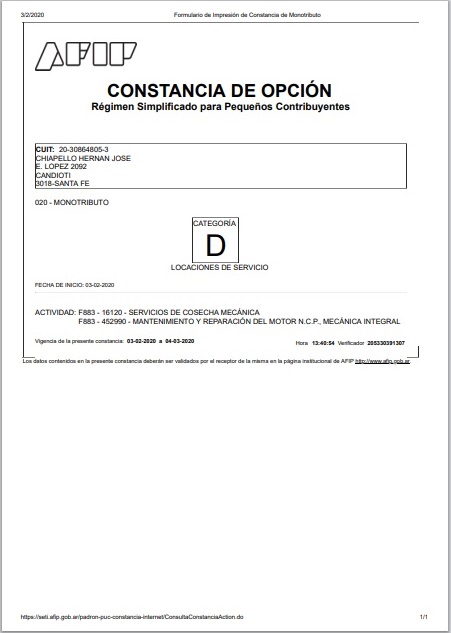 3/2/2020 Formulario de Impresión de Constancia de Monotributo
AFIP
CONSTANCIA DE OPCIÓN
Régimen Simplificado para Pequeños Contribuyentes
CUIT: 20-30864805-3
CHIAPELLO HERNAN JOSE
E. LOPEZ 2092
CANDIOTI
3018-SANTA FE
020 - MONOTRIBUTO
CATEGORÍA
D
LOCACIONES DE SERVICIO
FECHA DE INICIO: 03-02-2020
ACTIVIDAD: F883 - 16120 - SERVICIOS DE COSECHA MECÁNICA
F883 - 452990 - MANTENIMIENTO Y REPARACIÓN DEL MOTOR N.C.P., MECÁNICA INTEGRAL
Vigencia de la presente constancia: 03-02-2020 a 04-03-2020 Hora 13:40:54 Verificador 205330391307
Los datos contenidos en la presente constancia deberán ser validados por el receptor de la misma en la página institucional de AFIP http://www.afip.gob.ar.
https://seti.afip.gob.ar/padron-puc-constancia-internet/ConsultaConstanciaAction.do 1/1